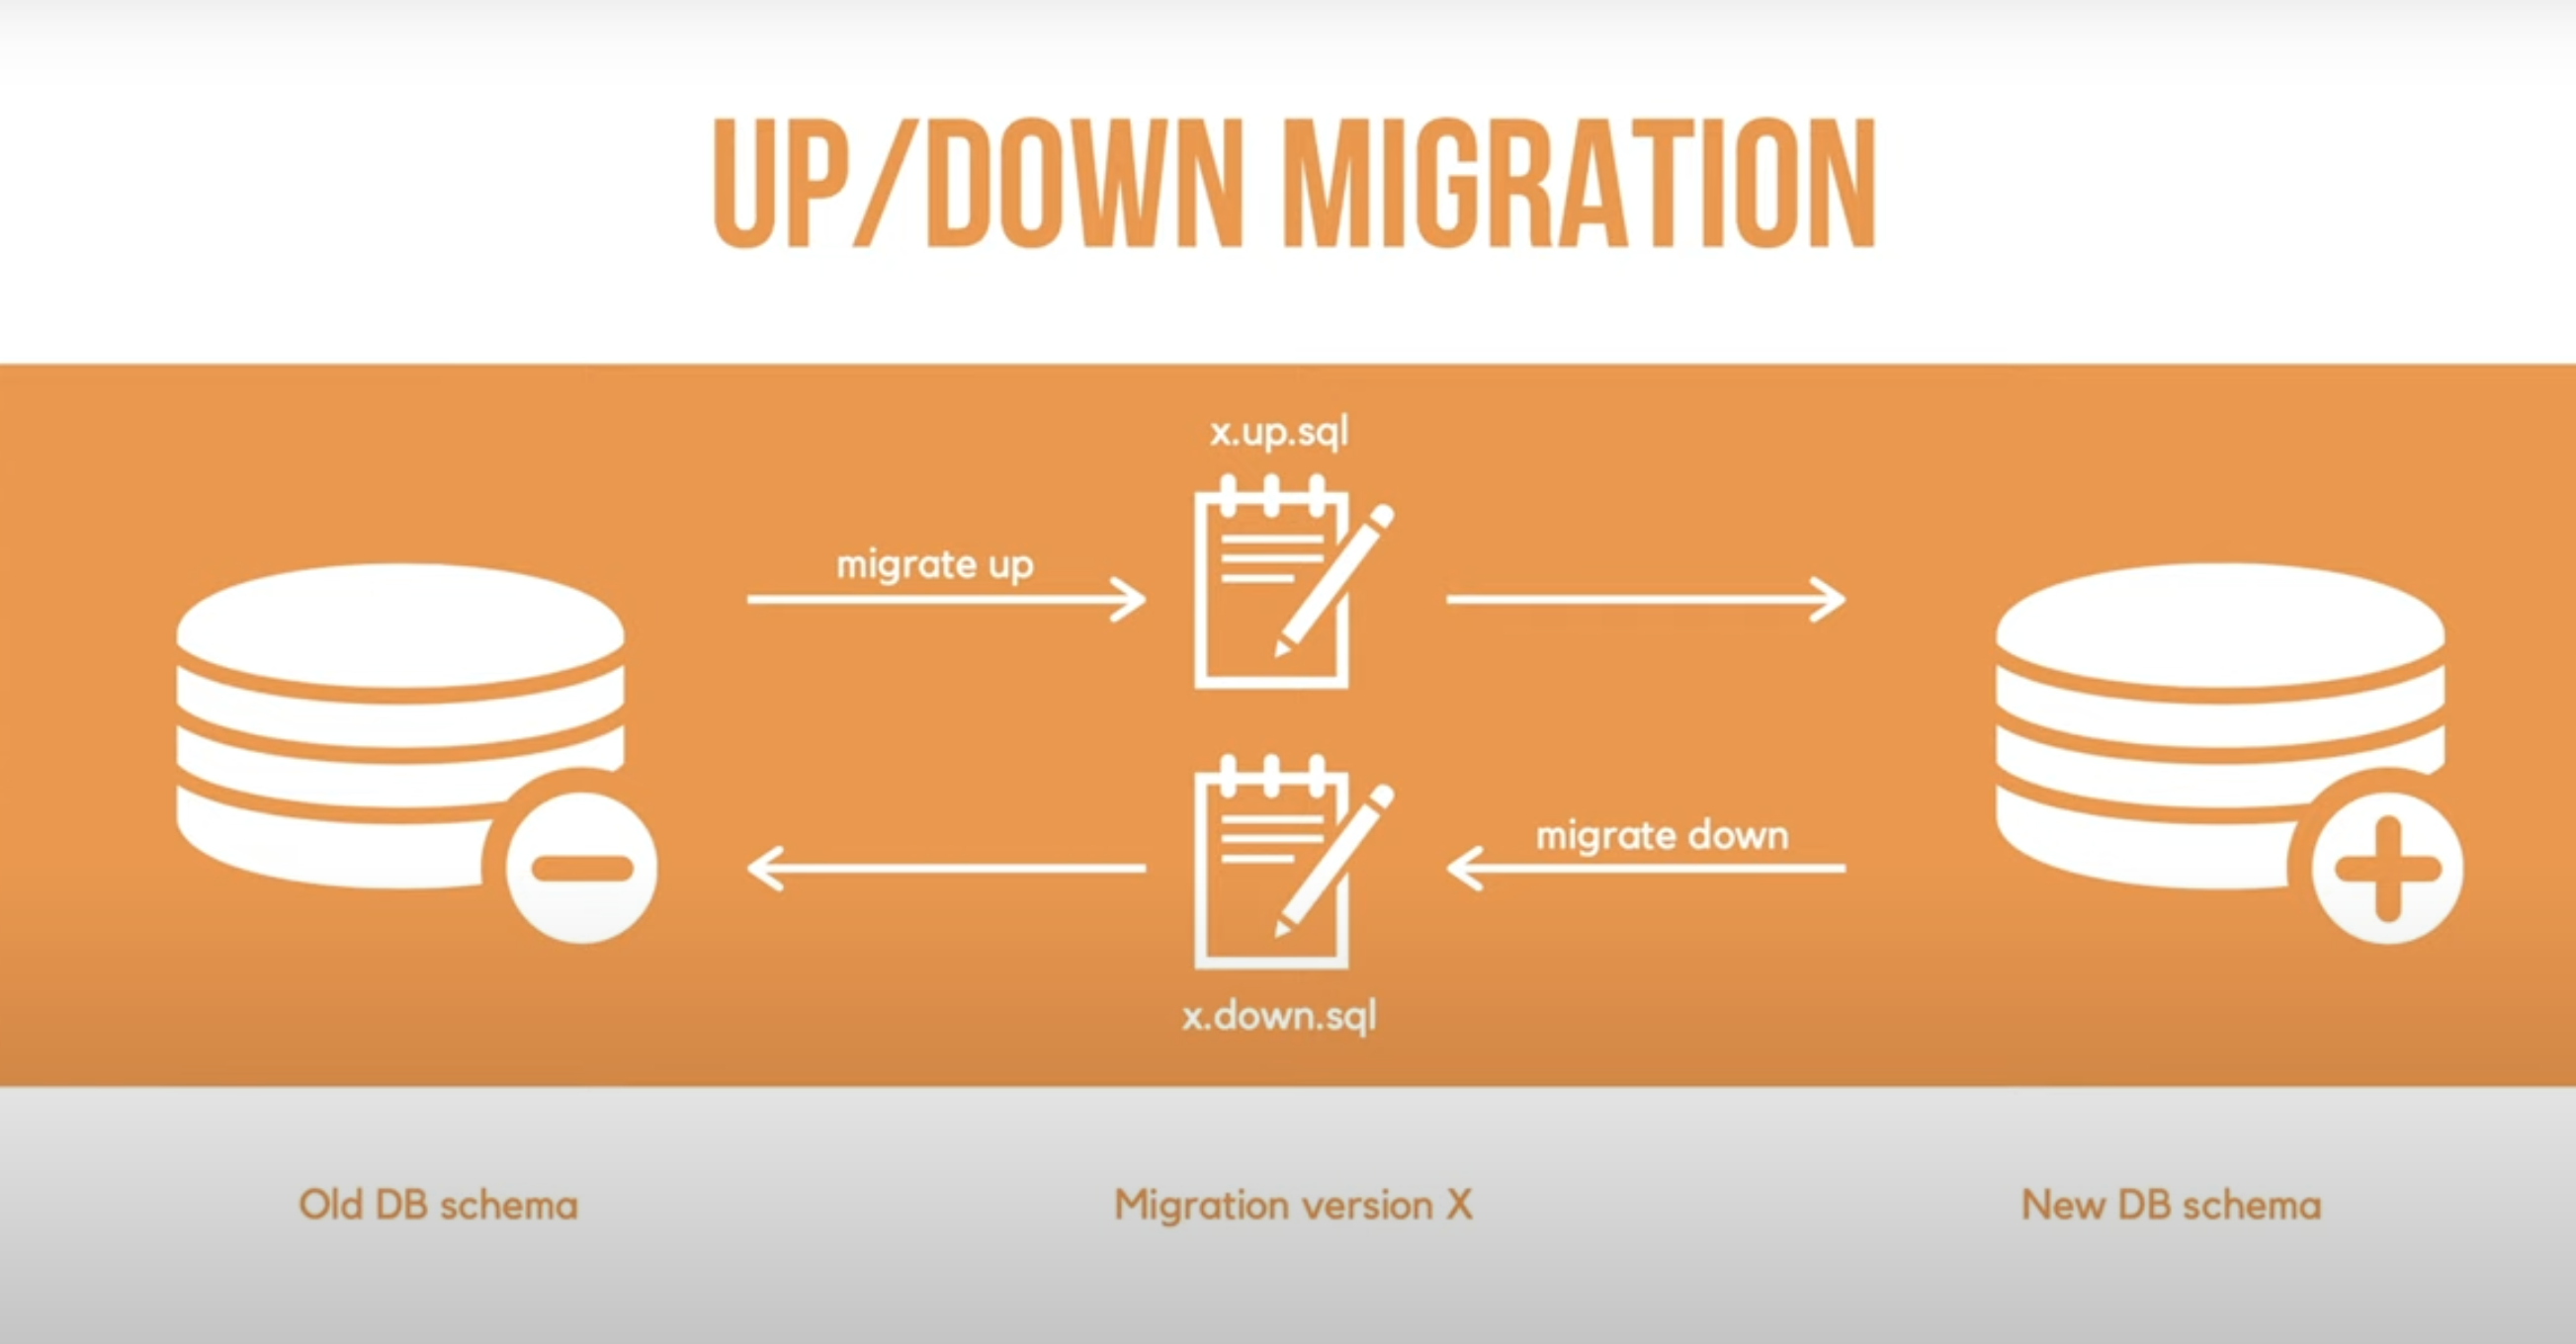 UP/DOWN MIGRATION
x.up.sql
migrate up
migrate down
x.down.sql
Old DB schema
Migration version X
New DB schema